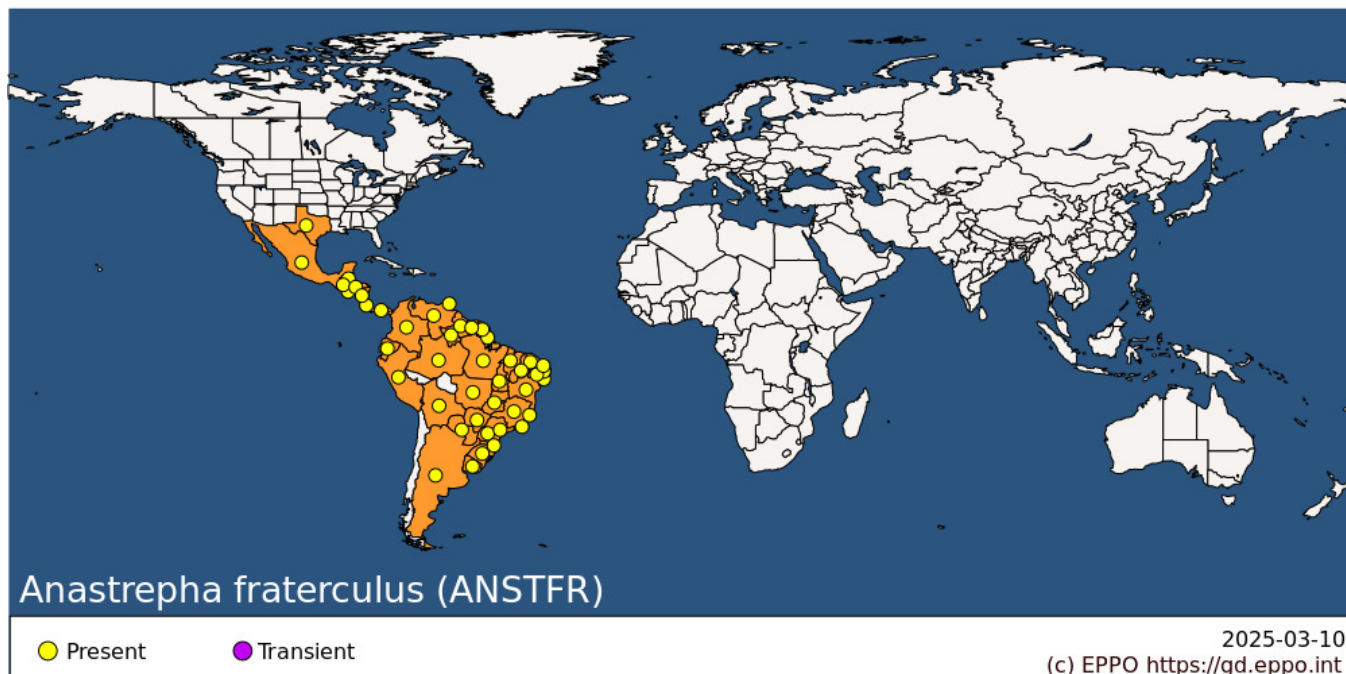 Anastrepha fraterculus (ANSTFR)
Present
Transient
2025-03-10
(c) EPPO https://gd.eppo.int